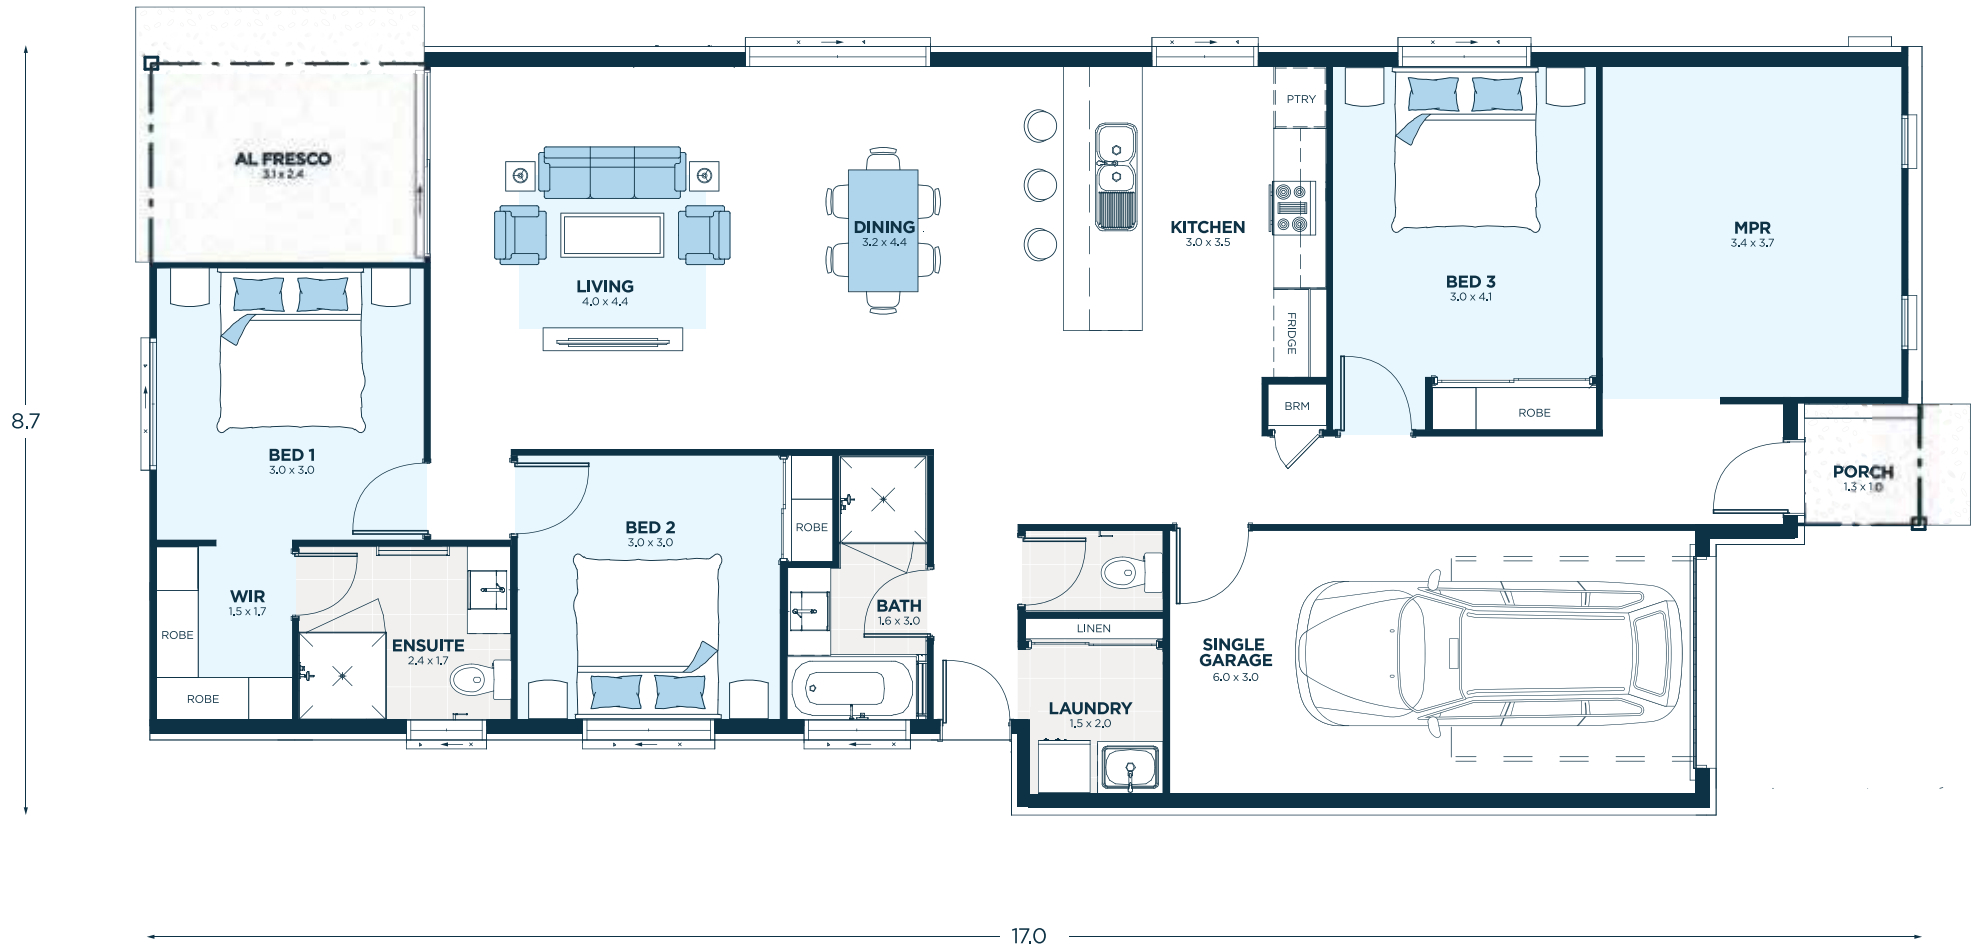 AL FRESCO
3.1 x 2.4
PTRY
DINING
3.2 x 4.4
KITCHEN
3.0 x 3.5
MPR
3.4 x 3.7
LIVING
4.0 x 4.4
BED 3
3.0 x 4.1
FRIDGE
BRM
ROBE
8.7
BED 1
3.0 x 3.0
PORCH
1.3 x 1.0
BED 2
3.0 x 3.0
ROBE
WIR
1.5 x 1.7
BATH
1.6 x 3.0
ROBE
ENSUITE
2.4 x 1.7
LINEN
SINGLE
GARAGE
6.0 x 3.0
ROBE
LAUNDRY
1.5 x 2.0
17.0